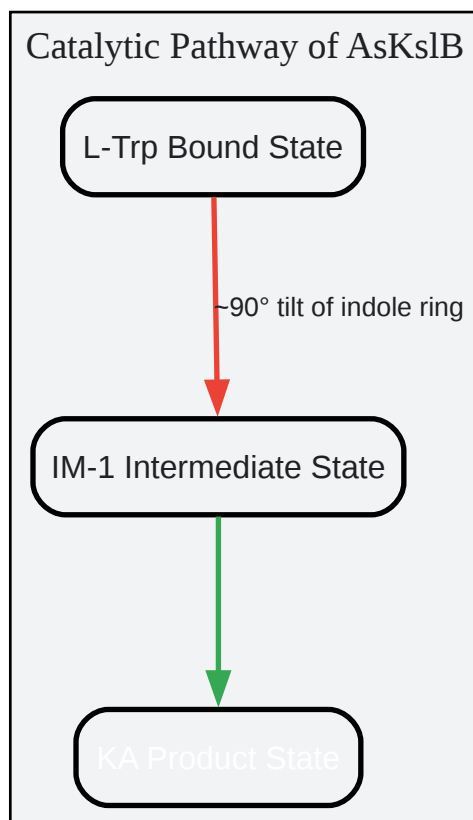 Catalytic Pathway of AsKslB
L-Trp Bound State
~90° tilt of indole ring
IM-1 Intermediate State
KA Product State